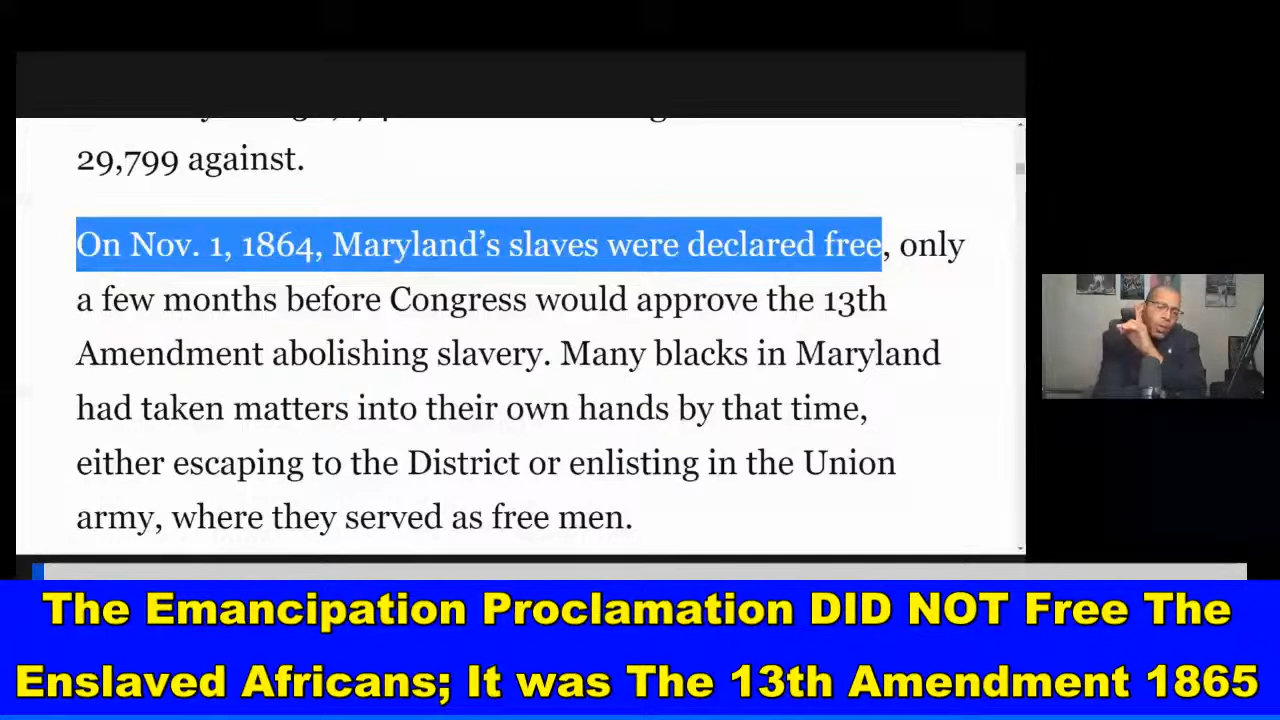 29,799 against.
On Nov. 1, 1864, Maryland’s slaves were declared free, only
a few months before Congress would approve the 13th
Amendment abolishing slavery. Many blacks in Maryland
had taken matters into their own hands by that time,
either escaping to the District or enlisting in the Union
army, where they served as free men.
The Emancipation Proclamation DID NOT Free The
Enslaved Africans; It was The 13th Amendment 1865